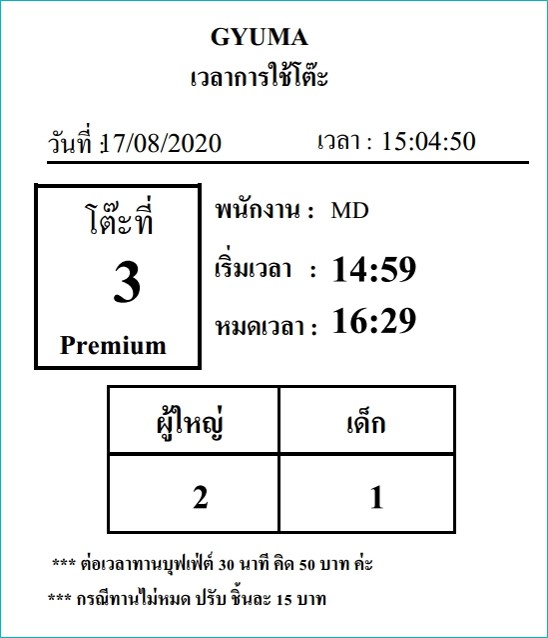 GYUMA
เวลาการใช้โต๊ะ
วันที่ :17/08/2020 เวลา : 15:04:50
โต๊ะที่
3
Premium
พนักงาน : MD
เริ่มเวลา : 14:59
หมดเวลา : 16:29
ผู้ใหญ่ เด็ก
2 1
*** ต่อเวลาทานบุฟเฟ่ต์ 30 นาที คิด 50 บาท ค่ะ
*** กรณีทานไม่หมด ปรับ ชิ้นละ 15 บาท